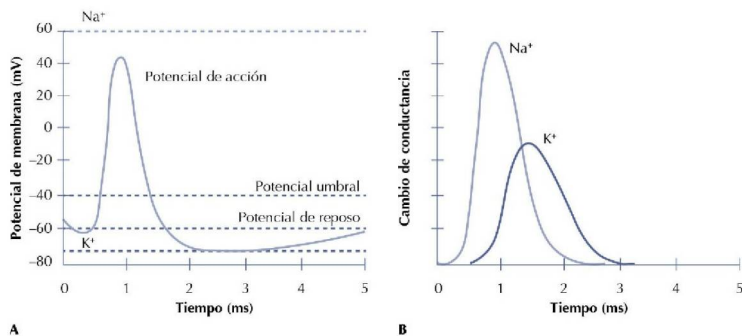 Na⁺
60
40
20
0
–20
–40
–60
–80
Potencial de membrana (mV)
Potencial de acción
Potencial umbral
Potencial de reposo
K⁺
0
1
2
3
4
5
Tiempo (ms)
A
Cambio de conductancia
Na⁺
K⁺
0
1
2
3
4
5
Tiempo (ms)
B